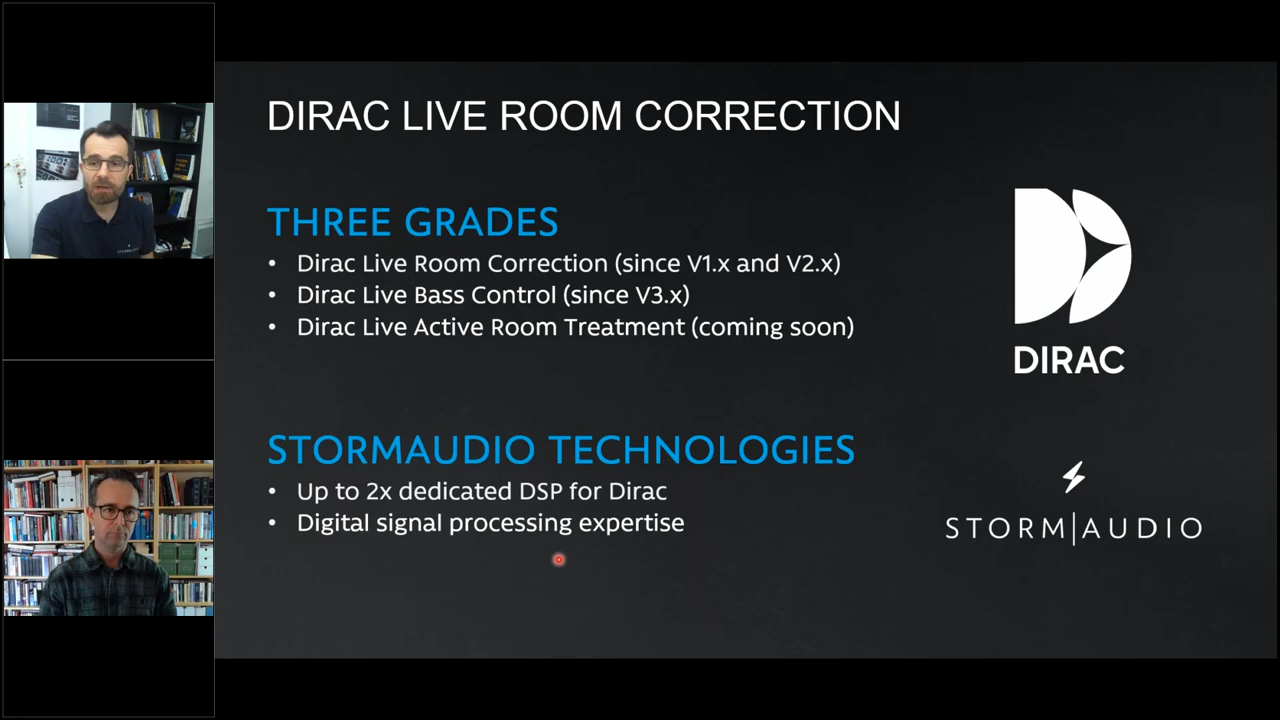 DIRAC LIVE ROOM CORRECTION
THREE GRADES
• Dirac Live Room Correction (since V1.x and V2.x)
• Dirac Live Bass Control (since V3.x)
• Dirac Live Active Room Treatment (coming soon)
DIRAC
STORMAUDIO TECHNOLOGIES
• Up to 2x dedicated DSP for Dirac
• Digital signal processing expertise
STORM|AUDIO